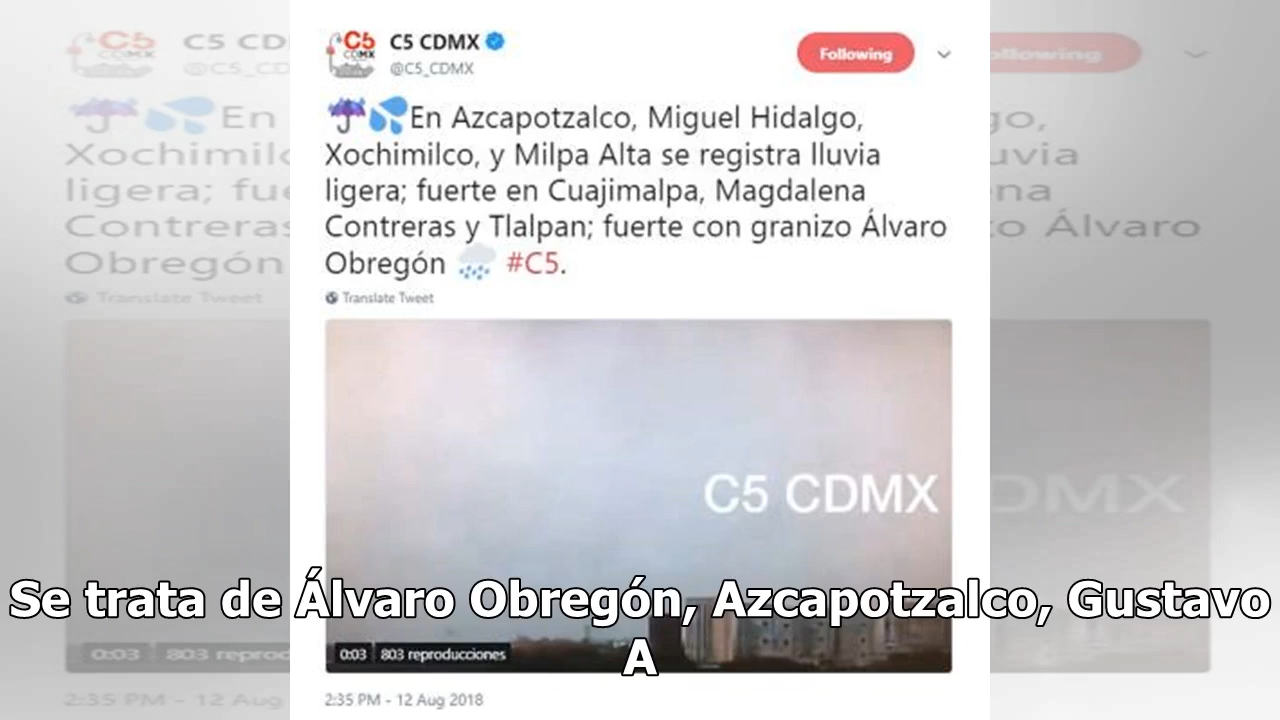 C5 CDMX
@C5_CDMX
Following
En Azcapotzalco, Miguel Hidalgo,
Xochimilco, y Milpa Alta se registra lluvia
ligera; fuerte en Cuajimalpa, Magdalena
Contreras y Tlalpan; fuerte con granizo Álvaro
Obregón #C5.
Translate Tweet
C5 CDMX
Se trata de Álvaro Obregón, Azcapotzalco, Gustavo
A
0:03 803 reproducciones
2:35 PM - 12 Aug 2018